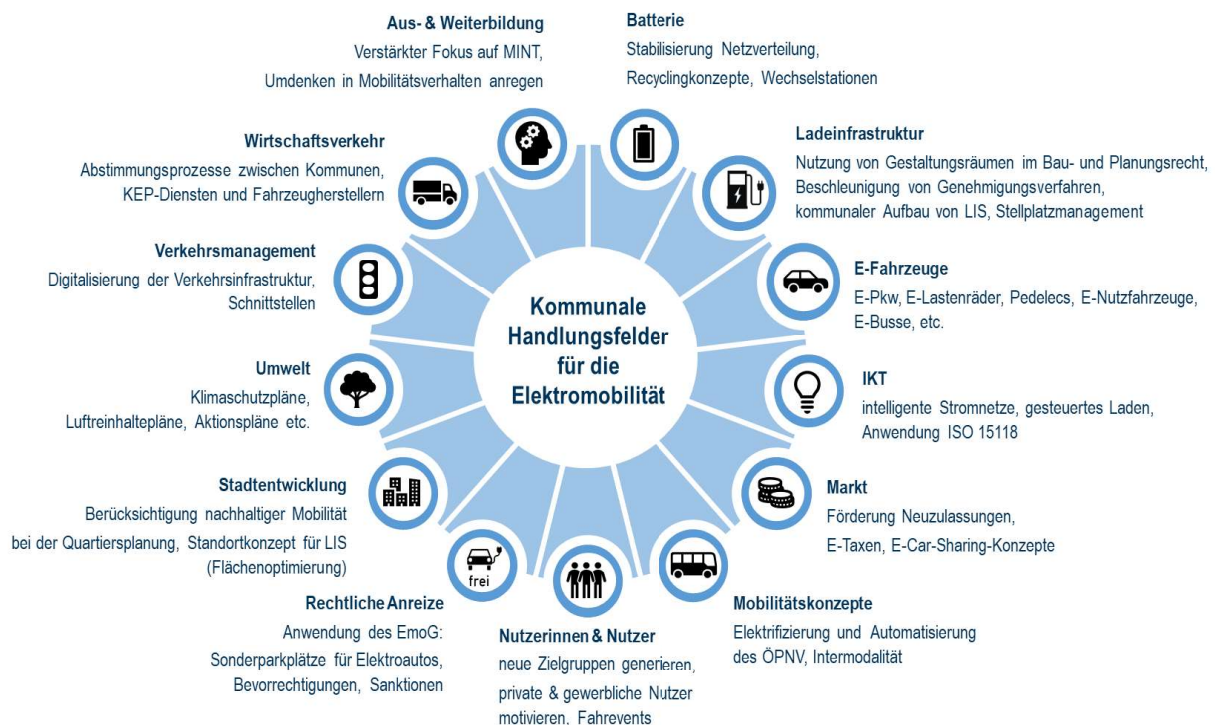 Aus- & Weiterbildung
Verstärkter Fokus auf MINT,
Umdenken in Mobilitätsverhalten anregen
Batterie
Stabilisierung Netzverteilung,
Recyclingkonzepte, Wechselstationen
Ladeinfrastruktur
Nutzung von Gestaltungsräumen im Bau- und Planungsrecht,
Beschleunigung von Genehmigungsverfahren,
kommunaler Aufbau von LIS, Stellplatzmanagement
E-Fahrzeuge
E-Pkw, E-Lastenräder, Pedelecs, E-Nutzfahrzeuge,
E-Busse, etc.
IKT
intelligente Stromnetze, gesteuertes Laden,
Anwendung ISO 15118
Markt
Förderung Neuzulassungen,
E-Taxen, E-Car-Sharing-Konzepte
Mobilitätskonzepte
Elektrifizierung und Automatisierung
des ÖPNV, Intermodalität
Nutzerinnen & Nutzer
neue Zielgruppen generieren,
private & gewerbliche Nutzer
motivieren, Fahrevents
frei
Rechtliche Anreize
Anwendung des EmoG:
Sonderparkplätze für Elektroautos,
Bevorrechtigungen, Sanktionen
Stadtentwicklung
Berücksichtigung nachhaltiger Mobilität
bei der Quartiersplanung, Standortkonzept für LIS
(Flächenoptimierung)
Umwelt
Klimaschutzpläne,
Luftreinhaltepläne, Aktionspläne etc.
Verkehrsmanagement
Digitalisierung der Verkehrsinfrastruktur,
Schnittstellen
Wirtschaftsverkehr
Abstimmungsprozesse zwischen Kommunen,
KEP-Diensten und Fahrzeugherstellern
Kommunale
Handlungsfelder
für die
Elektromobilität